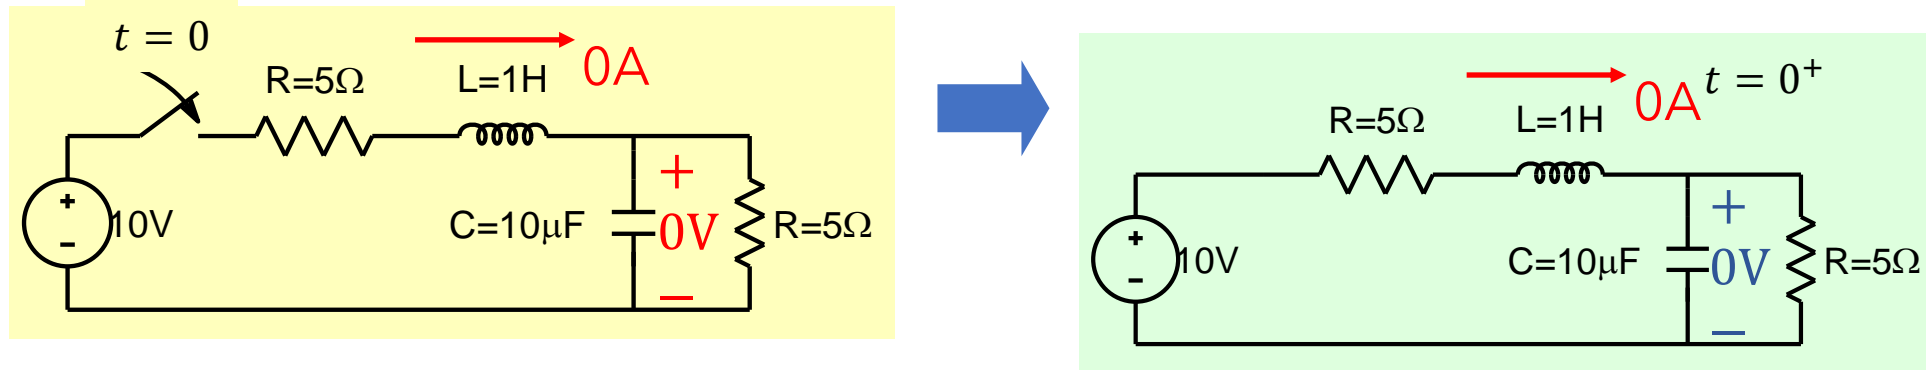 t = 0
R=5Ω
L=1H
0A
+
10V
−
C=10μF
+
0V
−
R=5Ω
0A
t = 0⁺
R=5Ω
L=1H
+
10V
−
C=10μF
+
0V
−
R=5Ω